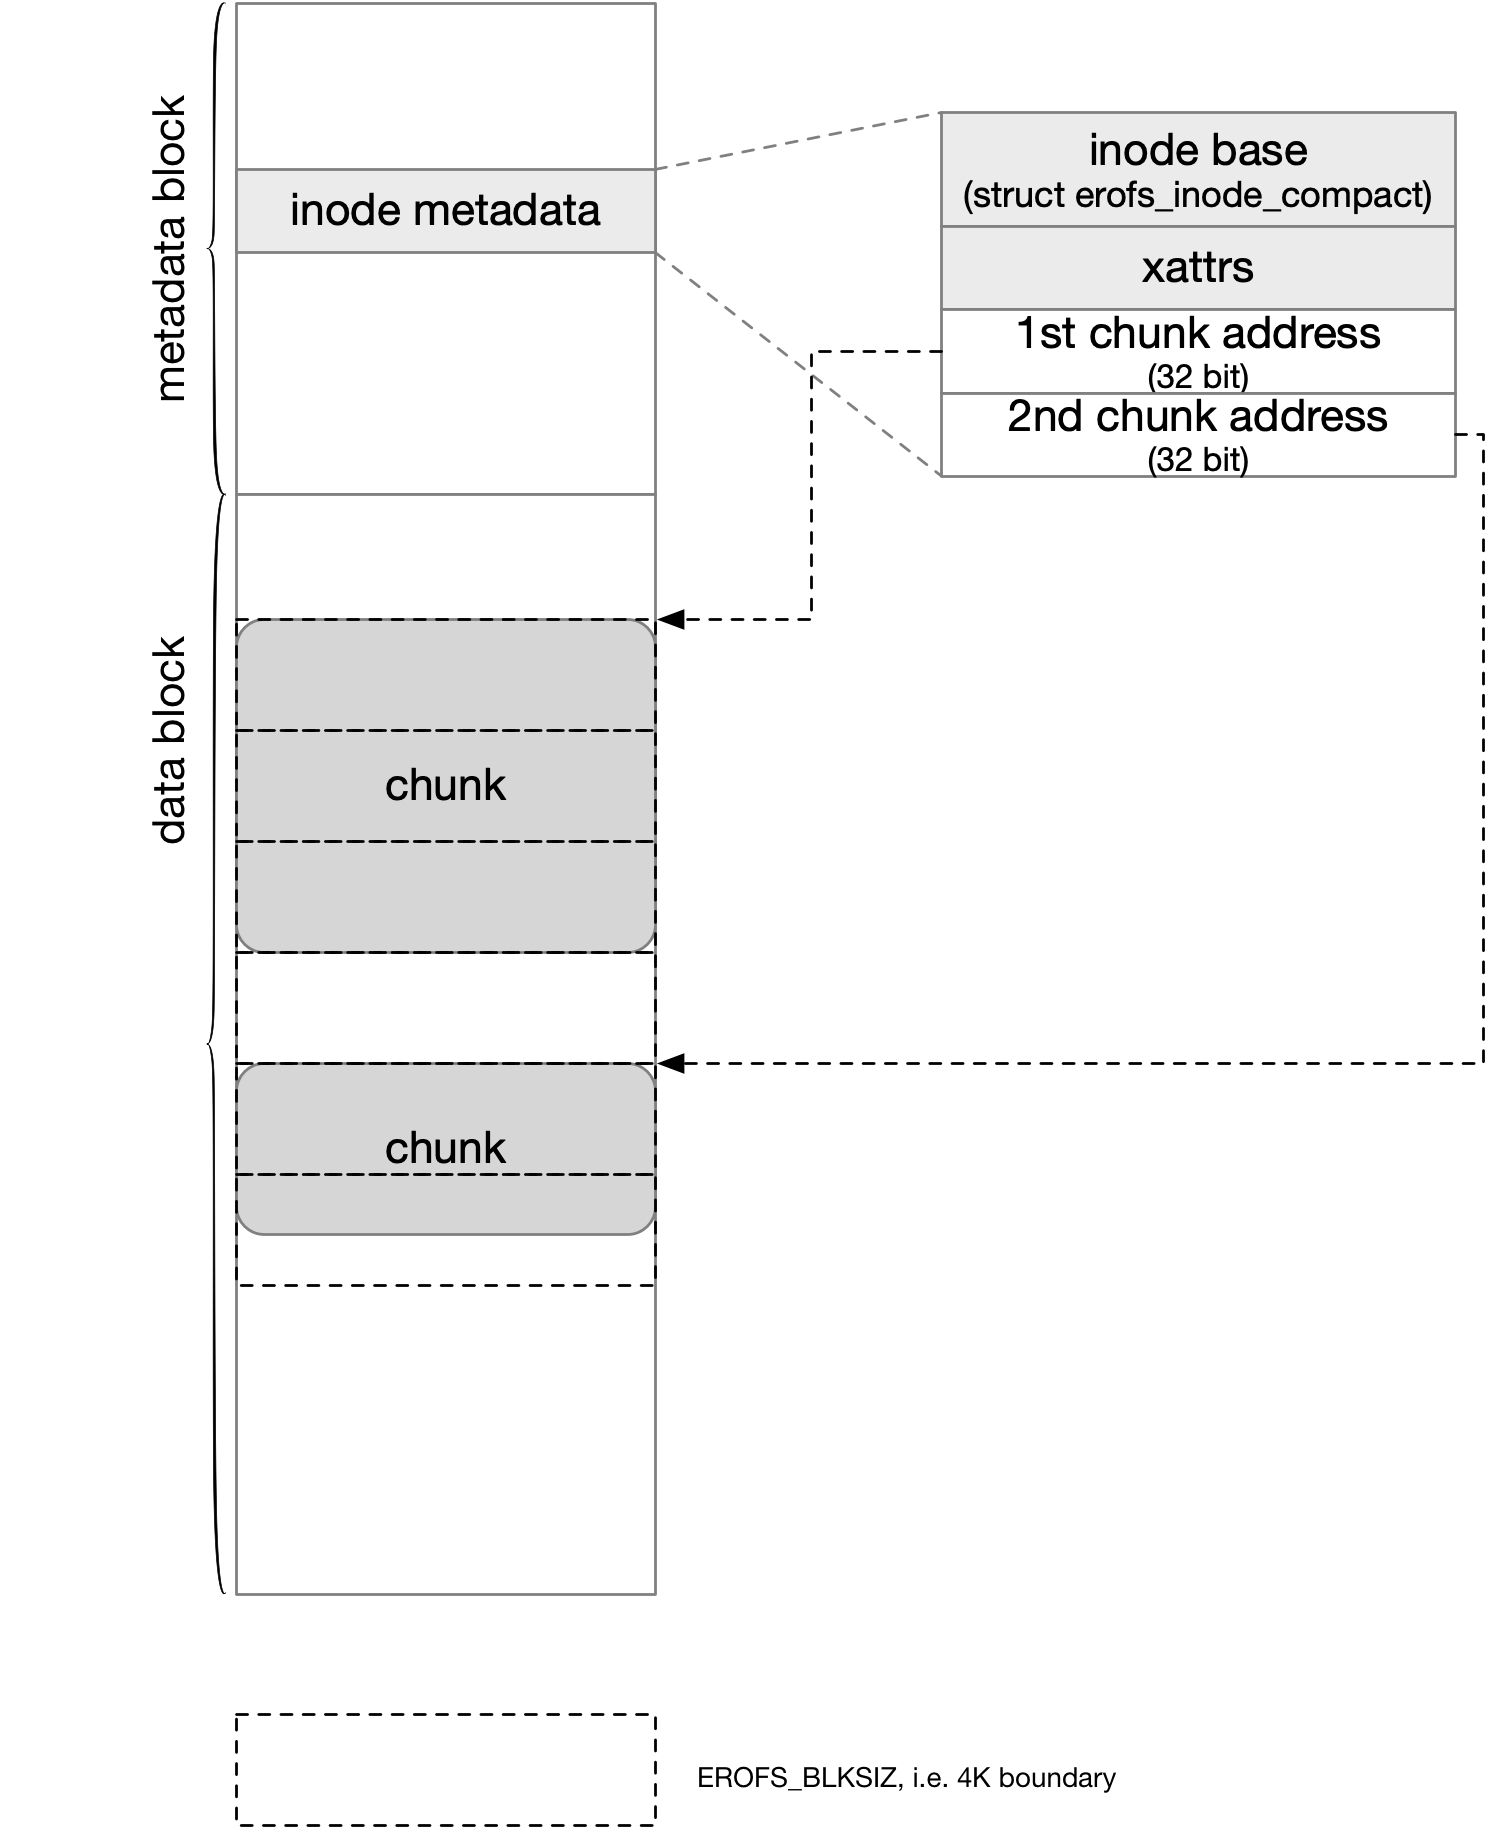 metadata block
inode metadata
inode base
(struct erofs_inode_compact)
xattrs
1st chunk address
(32 bit)
2nd chunk address
(32 bit)
data block
chunk
chunk
EROFS_BLKSIZ, i.e. 4K boundary